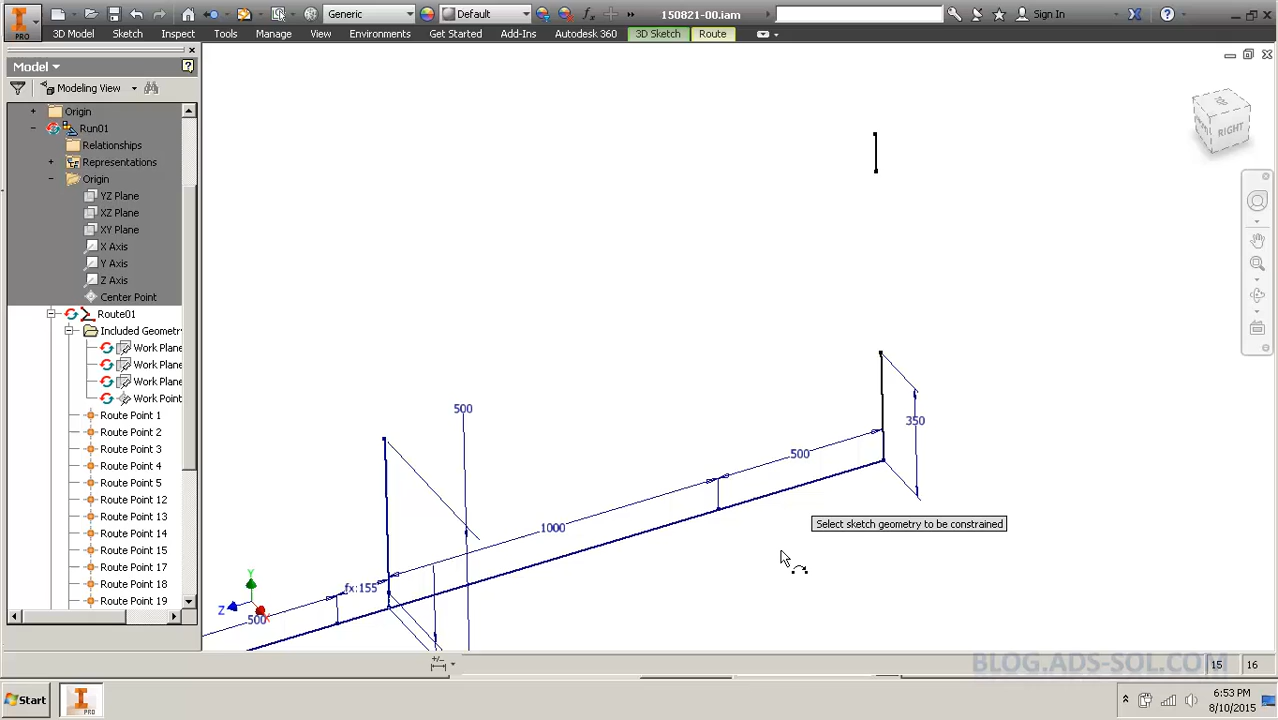 PRO
Generic
Default
fx
150821-00.iam
Sign In
3D Model
Sketch
Inspect
Tools
Manage
View
Environments
Get Started
Add-Ins
Autodesk 360
3D Sketch
Route
Model
Modeling View
Origin
Run01
Relationships
Representations
Origin
YZ Plane
XZ Plane
XY Plane
X Axis
Y Axis
Z Axis
Center Point
Route01
Included Geometr
Work Plane
Work Plane
Work Plane
Work Point
Route Point 1
Route Point 2
Route Point 3
Route Point 4
Route Point 5
Route Point 12
Route Point 13
Route Point 14
Route Point 15
Route Point 17
Route Point 18
Route Point 19
RIGHT
500
350
500
1000
fx:155
500
Y
Z
X
Select sketch geometry to be constrained
BLOG.ADS-SOL.COM
15 16
Start
PRO
6:53 PM
8/10/2015